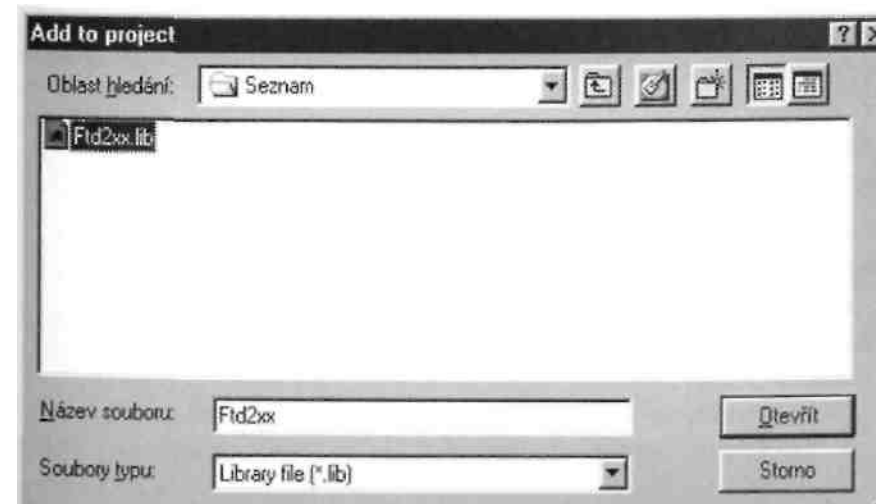 Add to project
Oblast hledání: Seznam
Ftd2xx.lib
Název souboru: Ftd2xx
Otevřít
Soubory typu: Library file (*.lib)
Storno